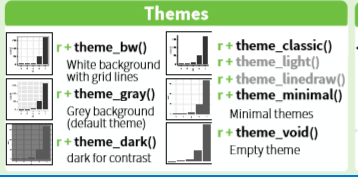 Themes
r + theme_bw()
White background
with grid lines
r + theme_gray()
Grey background
(default theme)
r + theme_dark()
dark for contrast
r + theme_classic()
r + theme_light()
r + theme_linedraw()
r + theme_minimal()
Minimal themes
r + theme_void()
Empty theme